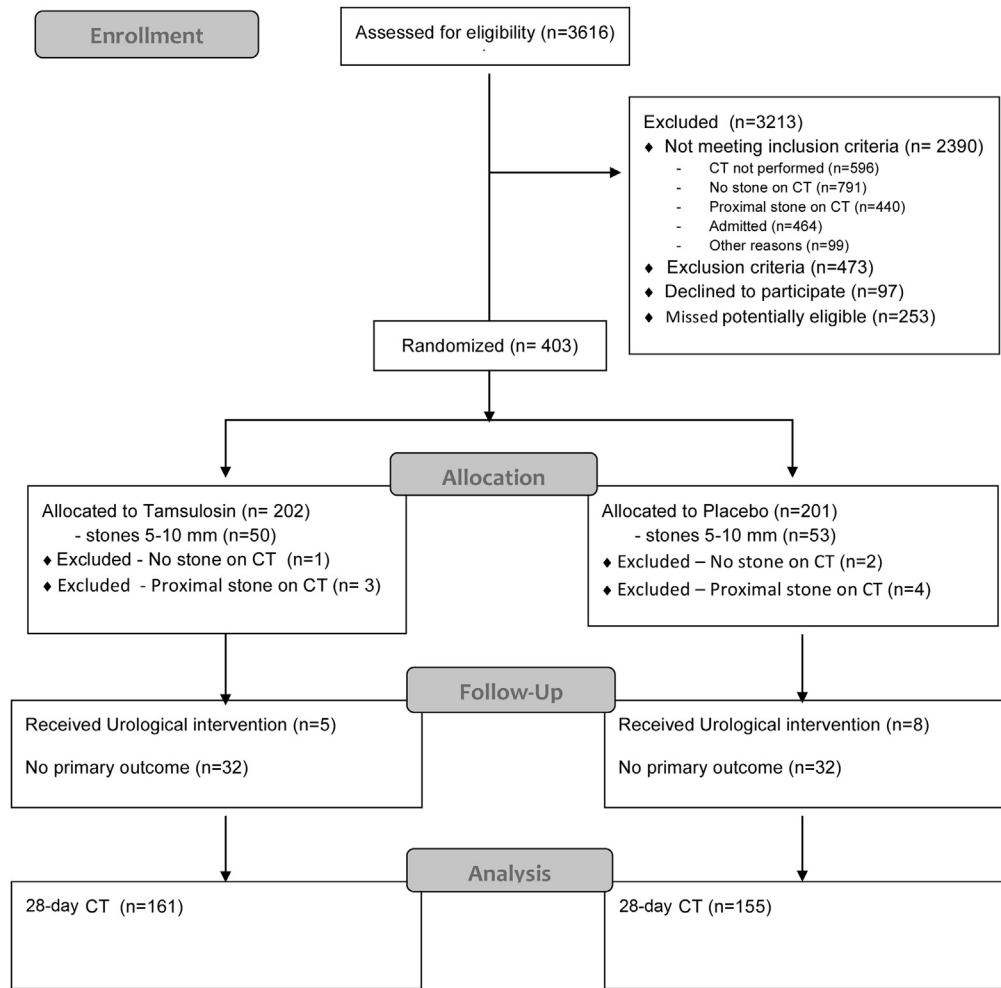 Enrollment
Assessed for eligibility (n=3616)
Excluded (n=3213)
♦ Not meeting inclusion criteria (n= 2390)
- CT not performed (n=596)
- No stone on CT (n=791)
- Proximal stone on CT (n=440)
- Admitted (n=464)
- Other reasons (n=99)
♦ Exclusion criteria (n=473)
♦ Declined to participate (n=97)
♦ Missed potentially eligible (n=253)
Randomized (n= 403)
Allocation
Allocated to Tamsulosin (n= 202)
- stones 5-10 mm (n=50)
♦ Excluded - No stone on CT (n=1)
♦ Excluded - Proximal stone on CT (n= 3)
Allocated to Placebo (n=201)
- stones 5-10 mm (n=53)
♦ Excluded – No stone on CT (n=2)
♦ Excluded – Proximal stone on CT (n=4)
Follow-Up
Received Urological intervention (n=5)
No primary outcome (n=32)
Received Urological intervention (n=8)
No primary outcome (n=32)
Analysis
28-day CT (n=161)
28-day CT (n=155)